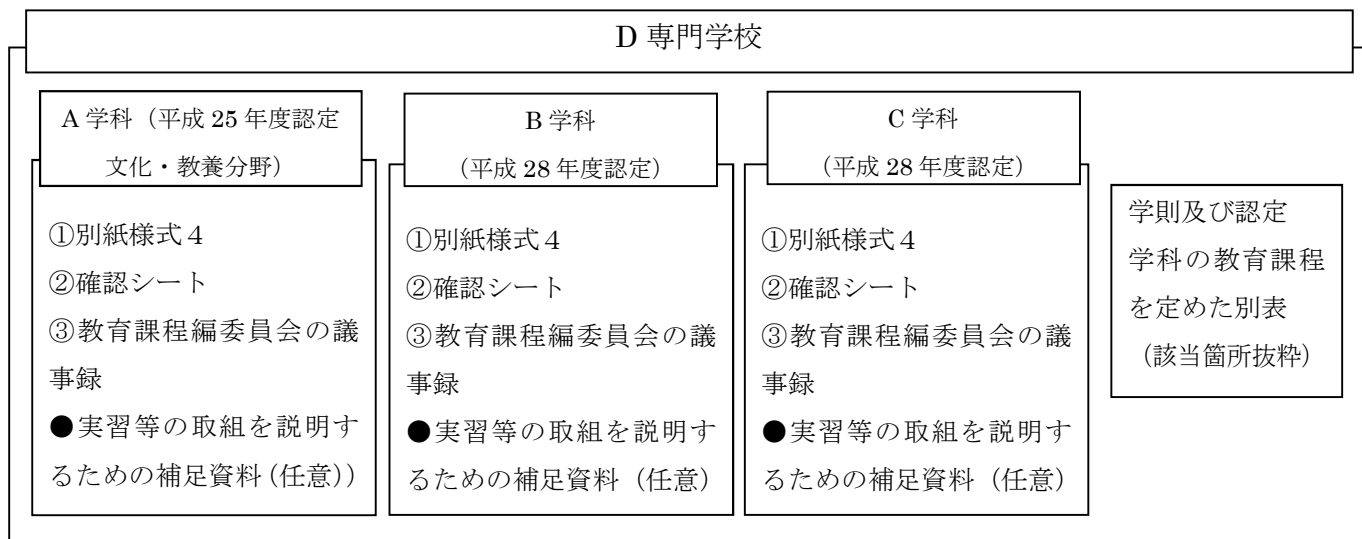 D 専門学校
A 学科（平成 25 年度認定
文化・教養分野）
①別紙様式４
②確認シート
③教育課程編委員会の議
事録
●実習等の取組を説明す
るための補足資料（任意））
B 学科
（平成 28 年度認定）
①別紙様式４
②確認シート
③教育課程編委員会の議
事録
●実習等の取組を説明す
るための補足資料（任意）
C 学科
（平成 28 年度認定）
①別紙様式４
②確認シート
③教育課程編委員会の議
事録
●実習等の取組を説明す
るための補足資料（任意）
学則及び認定
学科の教育課程
を定めた別表
（該当箇所抜粋）